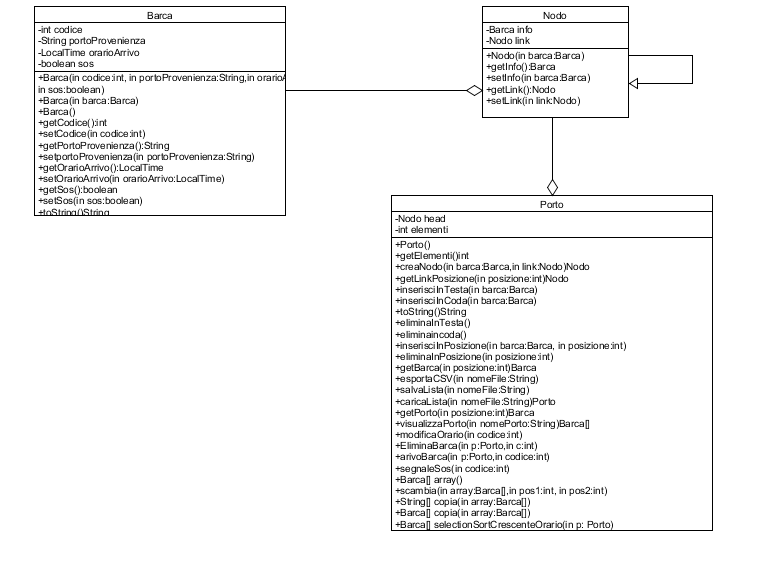 Barca
-int codice
-String portoProvenienza
-LocalTime orarioArrivo
-boolean sos
+Barca(in codice:int, in portoProvenienza:String,in orarioA
in sos:boolean)
+Barca(in barca:Barca)
+Barca()
+getCodice():int
+setCodice(in codice:int)
+getPortoProvenienza():String
+setportoProvenienza(in portoProvenienza:String)
+getOrarioArrivo():LocalTime
+setOrarioArrivo(in orarioArrivo:LocalTime)
+getSos():boolean
+setSos(in sos:boolean)
+toString()String
Nodo
-Barca info
-Nodo link
+Nodo(in barca:Barca)
+getInfo():Barca
+setInfo(in barca:Barca)
+getLink():Nodo
+setLink(in link:Nodo)
Porto
-Nodo head
-int elementi
+Porto()
+getElementi()int
+creaNodo(in barca:Barca,in link:Nodo)Nodo
+getLinkPosizione(in posizione:int)Nodo
+inserisciInTesta(in barca:Barca)
+inserisciInCoda(in barca:Barca)
+toString()String
+eliminaInTesta()
+eliminaincoda()
+inserisciInPosizione(in barca:Barca, in posizione:int)
+eliminaInPosizione(in posizione:int)
+getBarca(in posizione:int)Barca
+esportaCSV(in nomeFile:String)
+salvaLista(in nomeFile:String)
+caricaLista(in nomeFile:String)Porto
+getPorto(in posizione:int)Barca
+visualizzaPorto(in nomePorto:String)Barca[]
+modificaOrario(in codice:int)
+EliminaBarca(in p:Porto,in c:int)
+arivoBarca(in p:Porto,in codice:int)
+segnaleSos(in codice:int)
+Barca[] array()
+scambia(in array:Barca[],in pos1:int, in pos2:int)
+String[] copia(in array:Barca[])
+Barca[] copia(in array:Barca[])
+Barca[] selectionSortCrescenteOrario(in p: Porto)